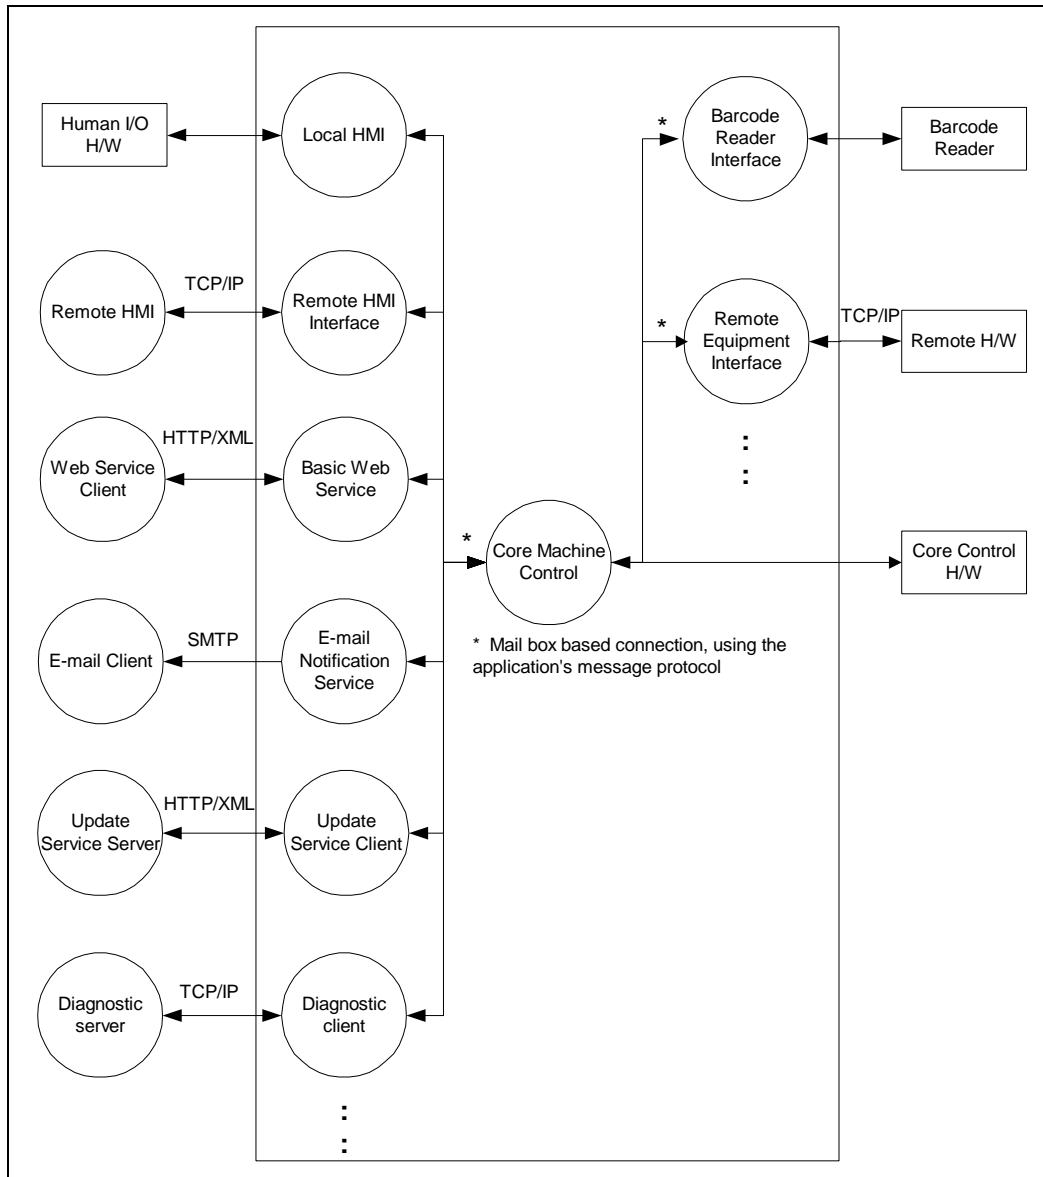 Human I/O
H/W
Local HMI
*
Barcode
Reader
Interface
Barcode
Reader
Remote HMI
TCP/IP
Remote HMI
Interface
*
Remote
Equipment
Interface
TCP/IP
Remote H/W
:
:
Web Service
Client
HTTP/XML
Basic Web
Service
*
Core Machine
Control
Core Control
H/W
* Mail box based connection, using the
application's message protocol
E-mail Client
SMTP
E-mail
Notification
Service
Update
Service Server
HTTP/XML
Update
Service Client
Diagnostic
server
TCP/IP
Diagnostic
client
:
: